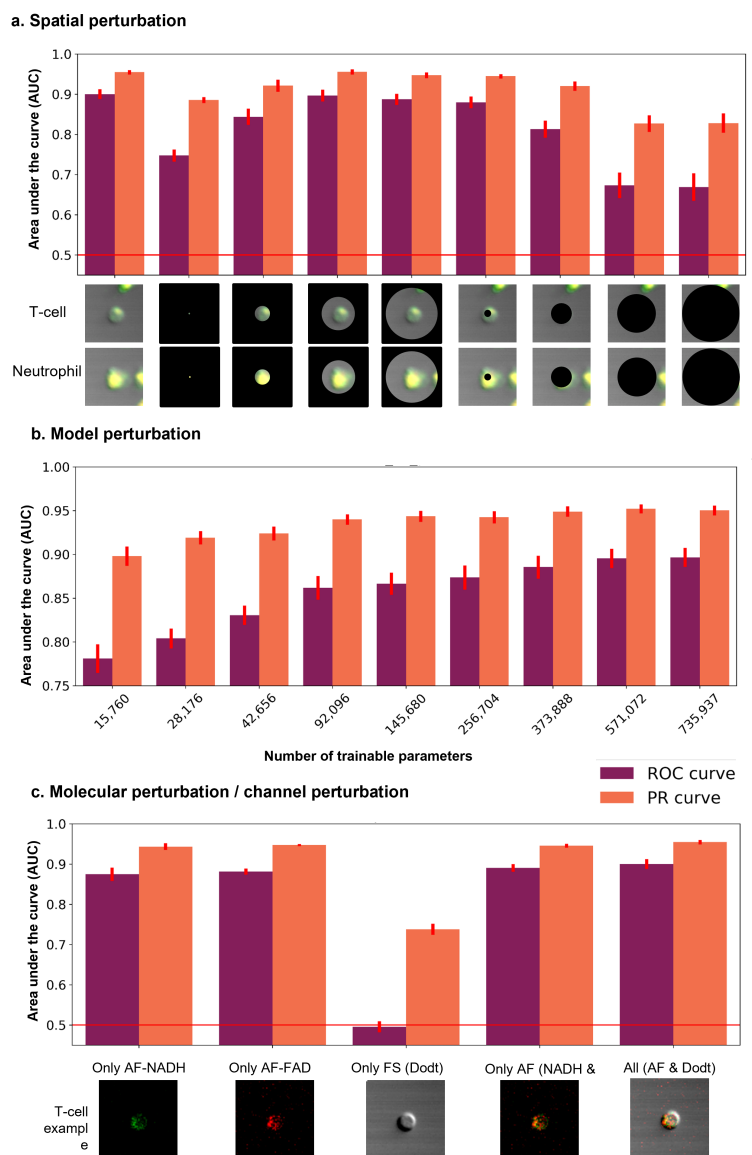 a. Spatial perturbation
Area under the curve (AUC)
1.0
0.9
0.8
0.7
0.6
0.5
T-cell
Neutrophil
b. Model perturbation
Area under the curve (AUC)
1.00
0.95
0.90
0.85
0.80
0.75
15,760
28,176
42,656
92,096
145,680
256,704
373,888
571,072
735,937
Number of trainable parameters
ROC curve
PR curve
c. Molecular perturbation / channel perturbation
Area under the curve (AUC)
1.0
0.9
0.8
0.7
0.6
0.5
Only AF-NADH
Only AF-FAD
Only FS (Dodt)
Only AF (NADH &
All (AF & Dodt)
T-cell
exampl
e